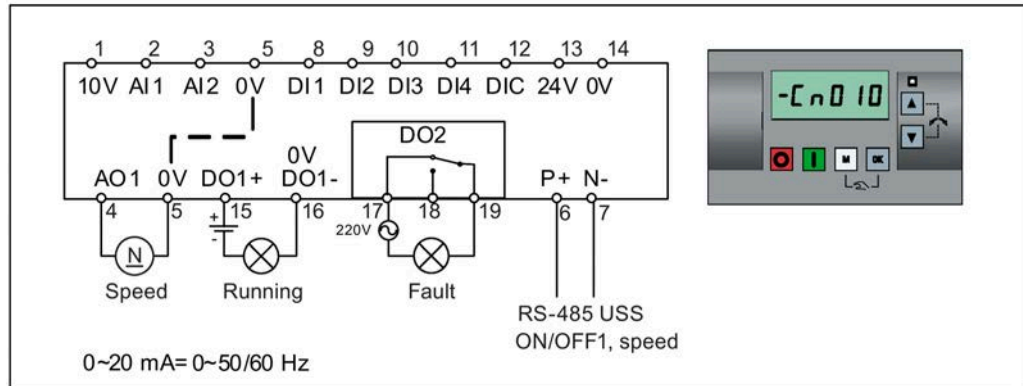 1 2 3 5 8 9 10 11 12 13 14
10V AI1 AI2 0V DI1 DI2 DI3 DI4 DIC 24V 0V
DO2
0V
AO1 0V DO1+ DO1- P+ N-
4 5 15 16 17 18 19 6 7
+
-
220V
N
Speed Running Fault
RS-485 USS
ON/OFF1, speed
0~20 mA= 0~50/60 Hz
-Cn010
M OK